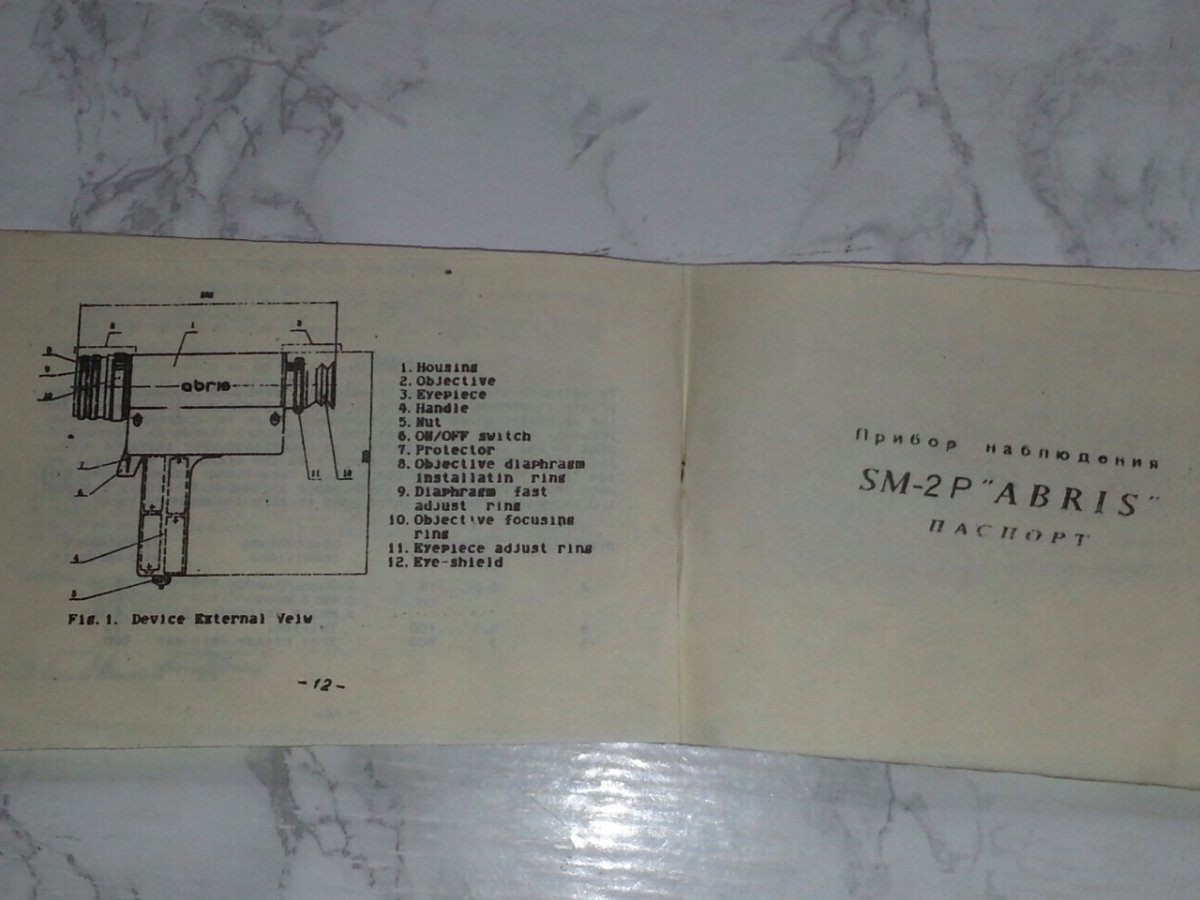 abris
1. Housing
2. Objective
3. Eyepiece
4. Handle
5. Nut
6. ON/OFF switch
7. Protector
8. Objective diaphragm
installatin ring
9. Diaphragm fast
adjust ring
10. Objective focusing
ring
11. Eyepiece adjust ring
12. Eye-shield
Fig. 1. Device External Veiw
-12-
Прибор наблюдения
SM-2P "ABRIS"
ПАСПОРТ